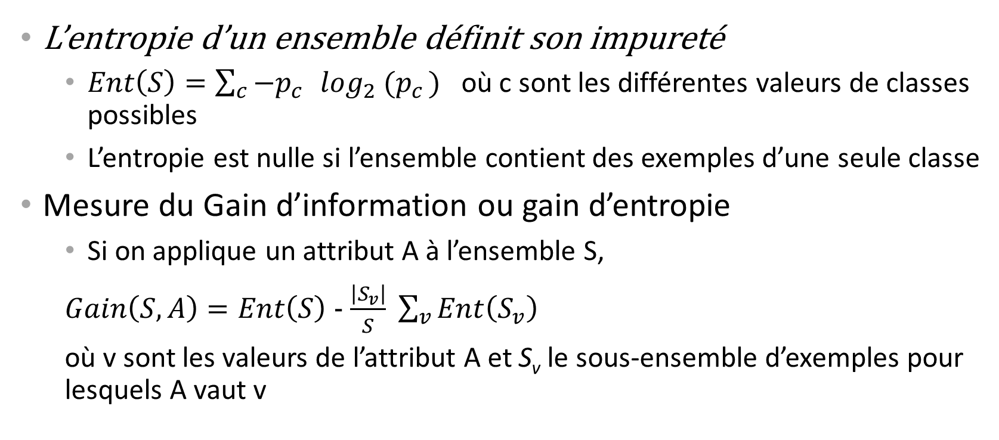 • L’entropie d’un ensemble définit son impureté
• Ent(S) = ∑_c −p_c log_2 (p_c) où c sont les différentes valeurs de classes
possibles
• L’entropie est nulle si l’ensemble contient des exemples d’une seule classe
• Mesure du Gain d’information ou gain d’entropie
• Si on applique un attribut A à l’ensemble S,
Gain(S, A) = Ent(S) - |S_v|/S ∑_v Ent(S_v)
où v sont les valeurs de l’attribut A et S_v le sous-ensemble d’exemples pour
lesquels A vaut v